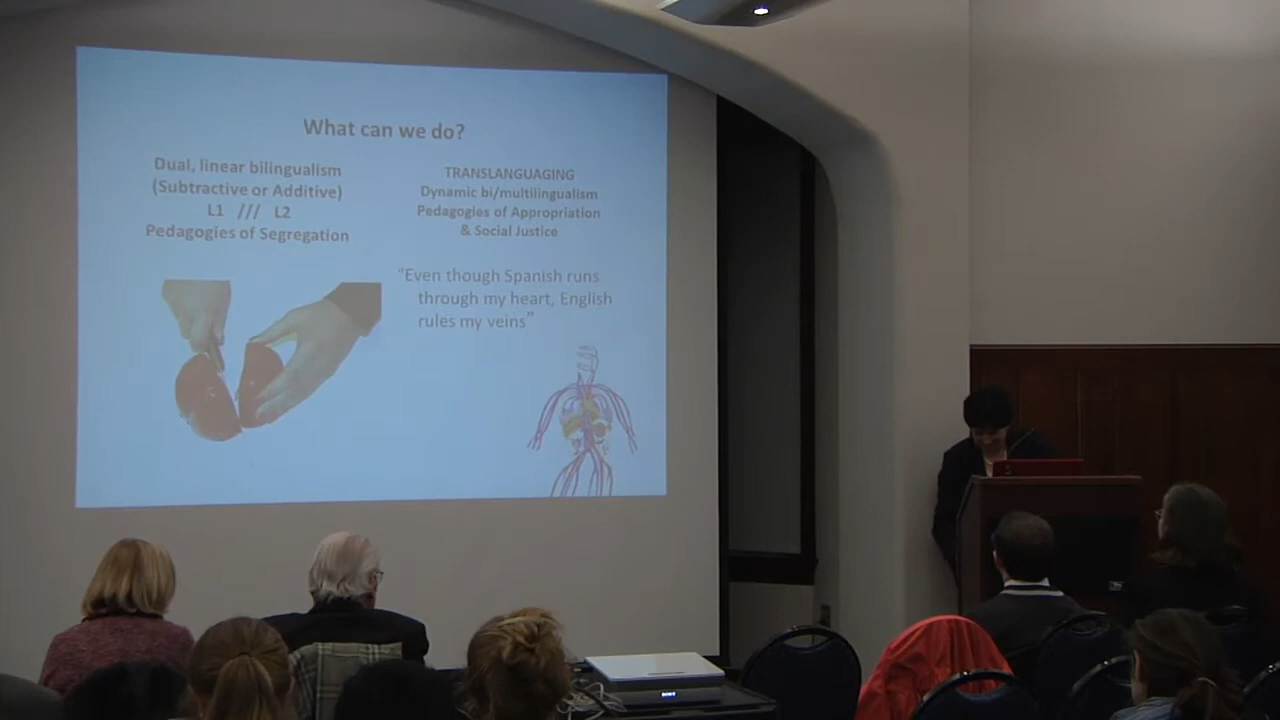 What can we do?
Dual, linear bilingualism
(Subtractive or Additive)
L1 /// L2
Pedagogies of Segregation
TRANSLANGUAGING
Dynamic bi/multilingualism
Pedagogies of Appropriation
& Social Justice
“Even though Spanish runs
through my heart, English
rules my veins”